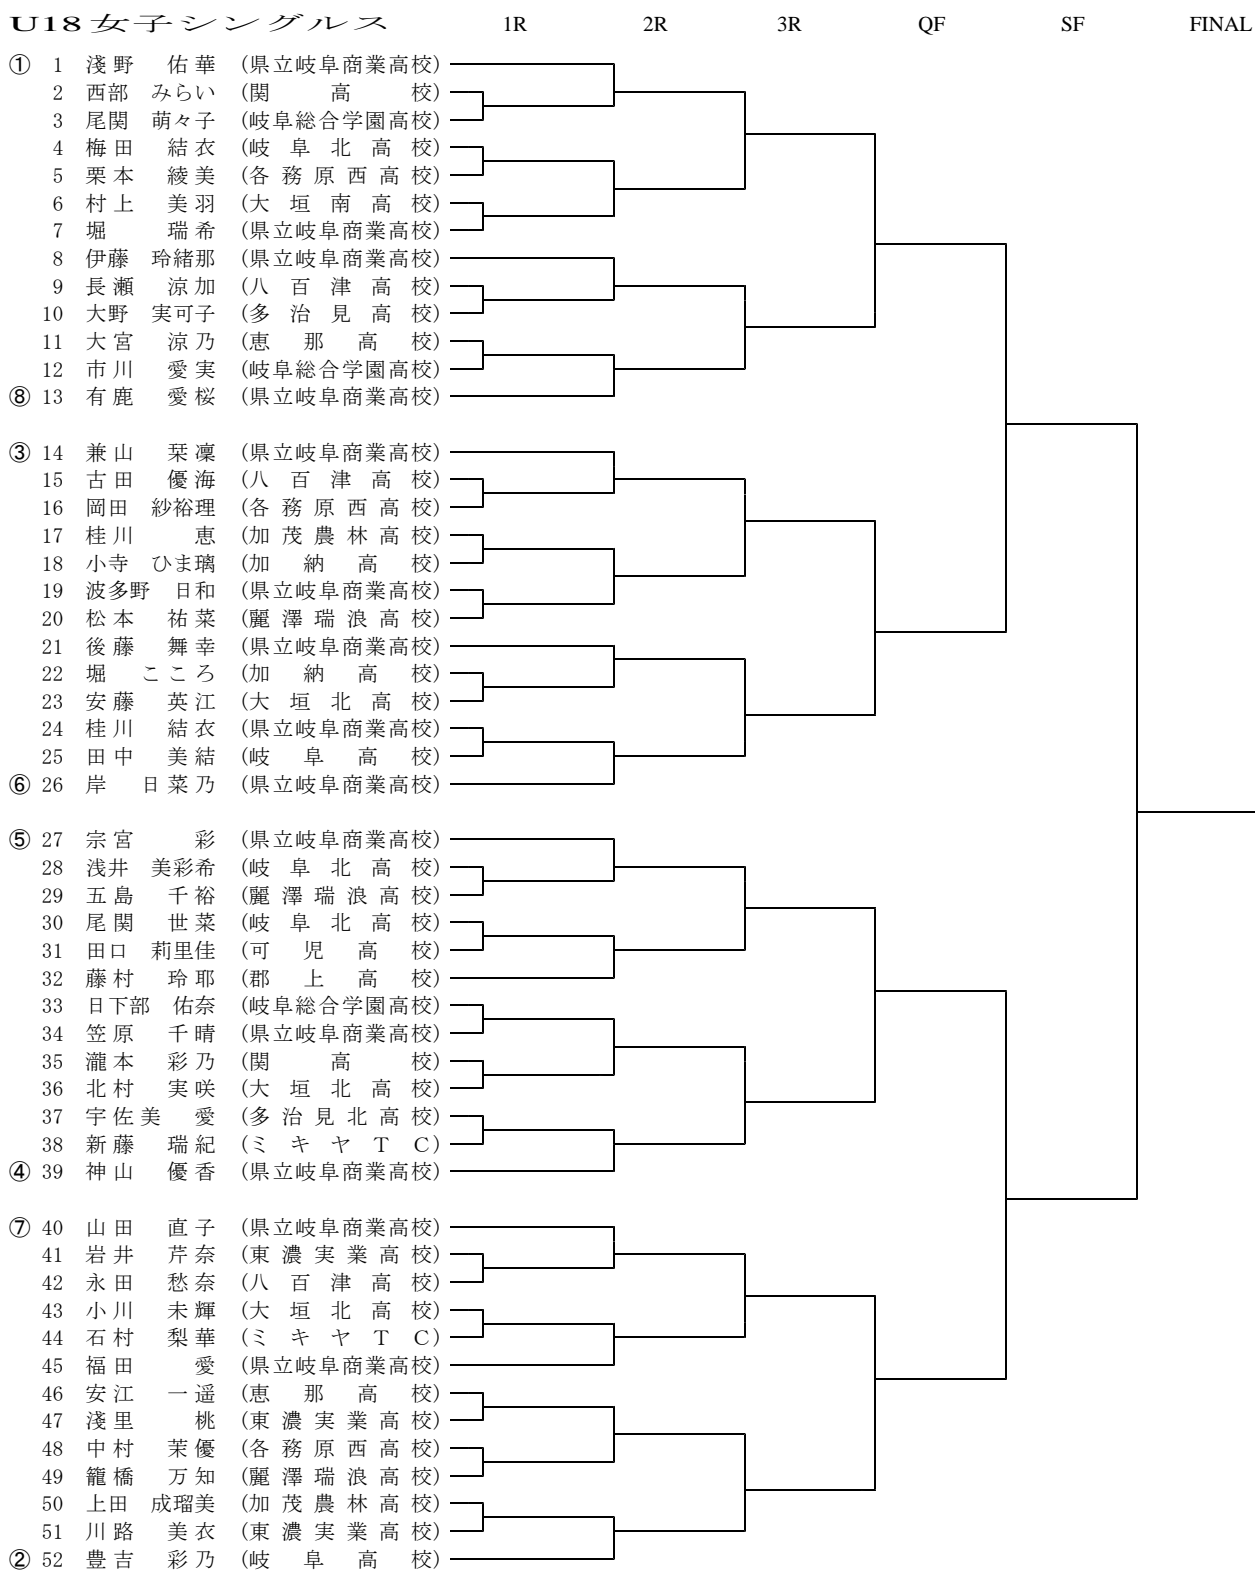 U18女子シングルス 1R 2R 3R QF SF FINAL
① 1 淺野 佑華 (県立岐阜商業高校)
2 西部 みらい (関高校)
3 尾関 萌々子 (岐阜総合学園高校)
4 梅田 結衣 (岐阜北高校)
5 栗本 綾美 (各務原西高校)
6 村上 美羽 (大垣南高校)
7 堀 瑞希 (県立岐阜商業高校)
8 伊藤 玲緒那 (県立岐阜商業高校)
9 長瀬 涼加 (八百津高校)
10 大野 実可子 (多治見高校)
11 大宮 涼乃 (恵那高校)
12 市川 愛実 (岐阜総合学園高校)
⑧ 13 有鹿 愛桜 (県立岐阜商業高校)
③ 14 兼山 栞凜 (県立岐阜商業高校)
15 古田 優海 (八百津高校)
16 岡田 紗裕理 (各務原西高校)
17 桂川 恵 (加茂農林高校)
18 小寺 ひま璃 (加納高校)
19 波多野 日和 (県立岐阜商業高校)
20 松本 祐菜 (麗澤瑞浪高校)
21 後藤 舞幸 (県立岐阜商業高校)
22 堀 こころ (加納高校)
23 安藤 英江 (大垣北高校)
24 桂川 結衣 (県立岐阜商業高校)
25 田中 美結 (岐阜高校)
⑥ 26 岸 日菜乃 (県立岐阜商業高校)
⑤ 27 宗宮 彩 (県立岐阜商業高校)
28 浅井 美彩希 (岐阜北高校)
29 五島 千裕 (麗澤瑞浪高校)
30 尾関 世菜 (岐阜北高校)
31 田口 莉里佳 (可児高校)
32 藤村 玲耶 (郡上高校)
33 日下部 佑奈 (岐阜総合学園高校)
34 笠原 千晴 (県立岐阜商業高校)
35 瀧本 彩乃 (関高校)
36 北村 実咲 (大垣北高校)
37 宇佐美 愛 (多治見北高校)
38 新藤 瑞紀 (ミキヤTC)
④ 39 神山 優香 (県立岐阜商業高校)
⑦ 40 山田 直子 (県立岐阜商業高校)
41 岩井 芹奈 (東濃実業高校)
42 永田 愁奈 (八百津高校)
43 小川 未輝 (大垣北高校)
44 石村 梨華 (ミキヤTC)
45 福田 愛 (県立岐阜商業高校)
46 安江 一遥 (恵那高校)
47 淺里 桃 (東濃実業高校)
48 中村 茉優 (各務原西高校)
49 籠橋 万知 (麗澤瑞浪高校)
50 上田 成瑠美 (加茂農林高校)
51 川路 美衣 (東濃実業高校)
② 52 豊吉 彩乃 (岐阜高校)